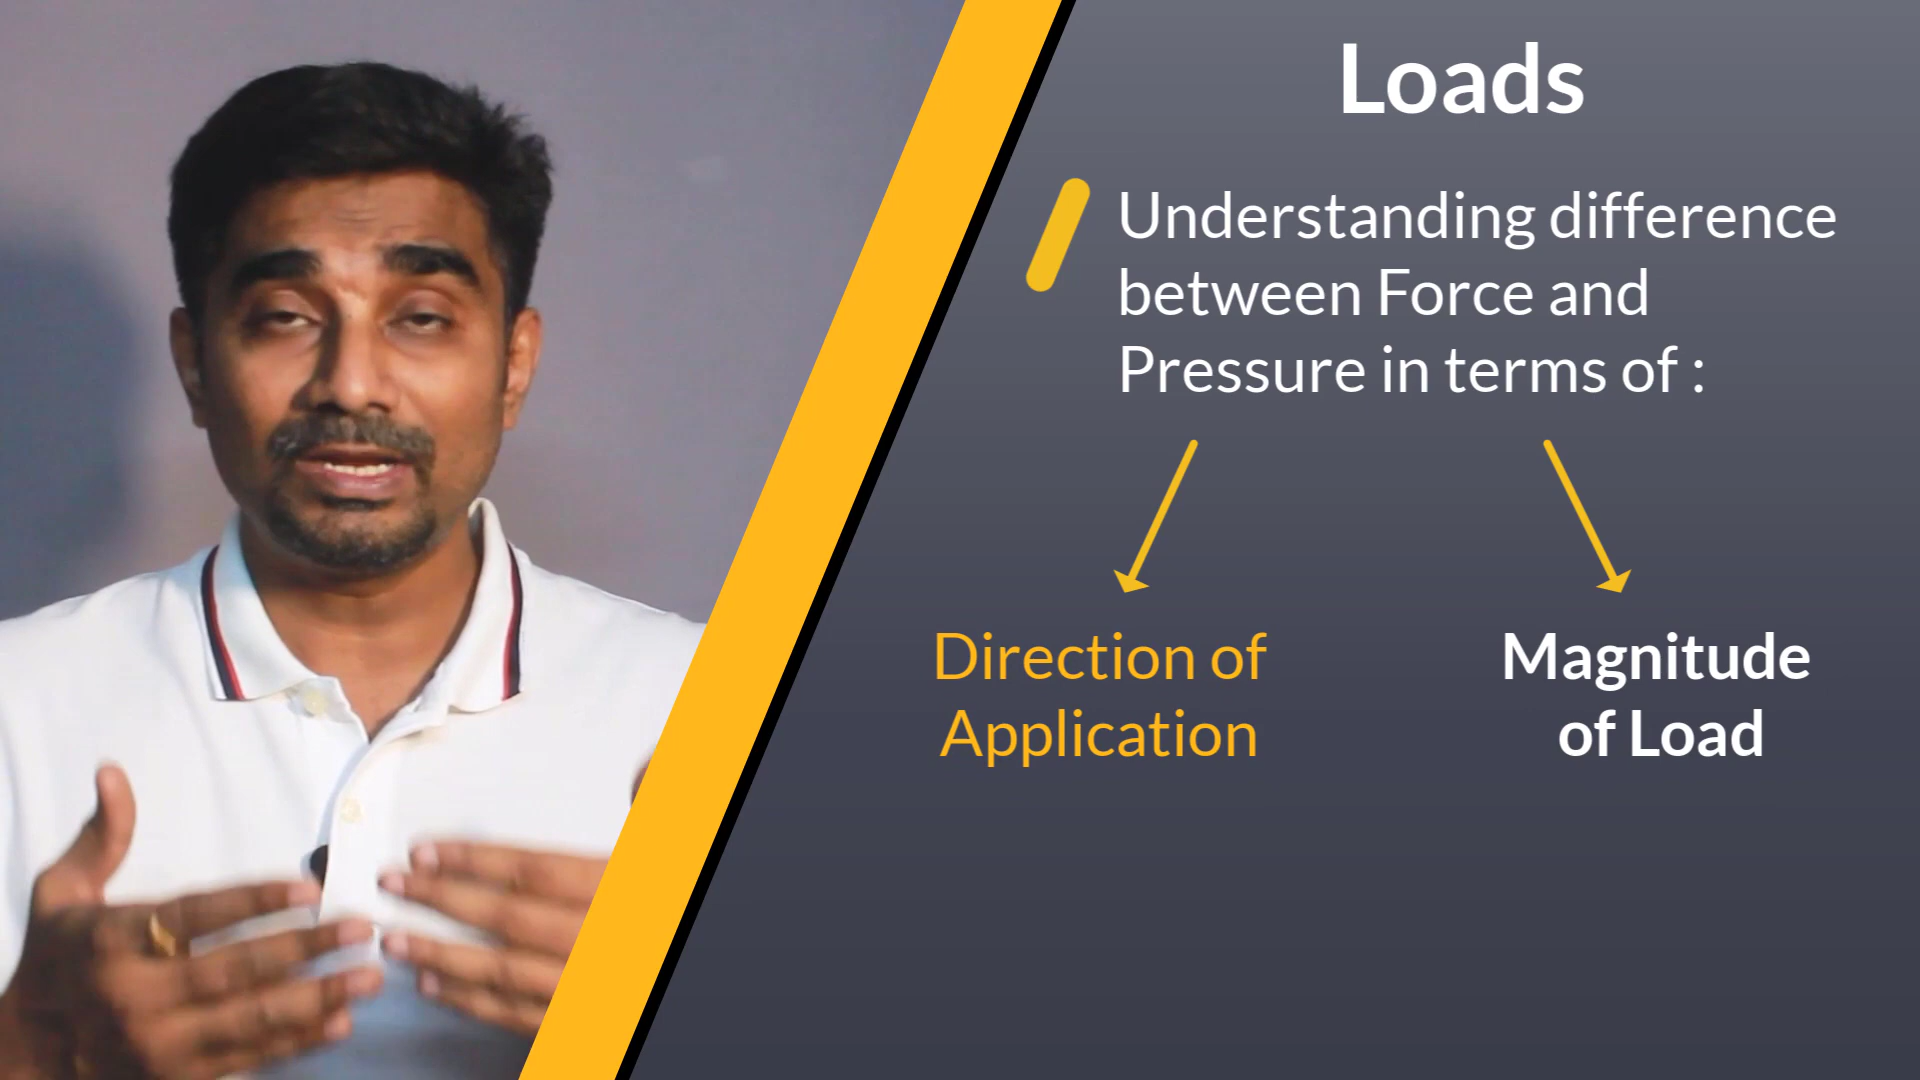 Loads
Understanding difference
between Force and
Pressure in terms of :
Direction of
Application
Magnitude
of Load